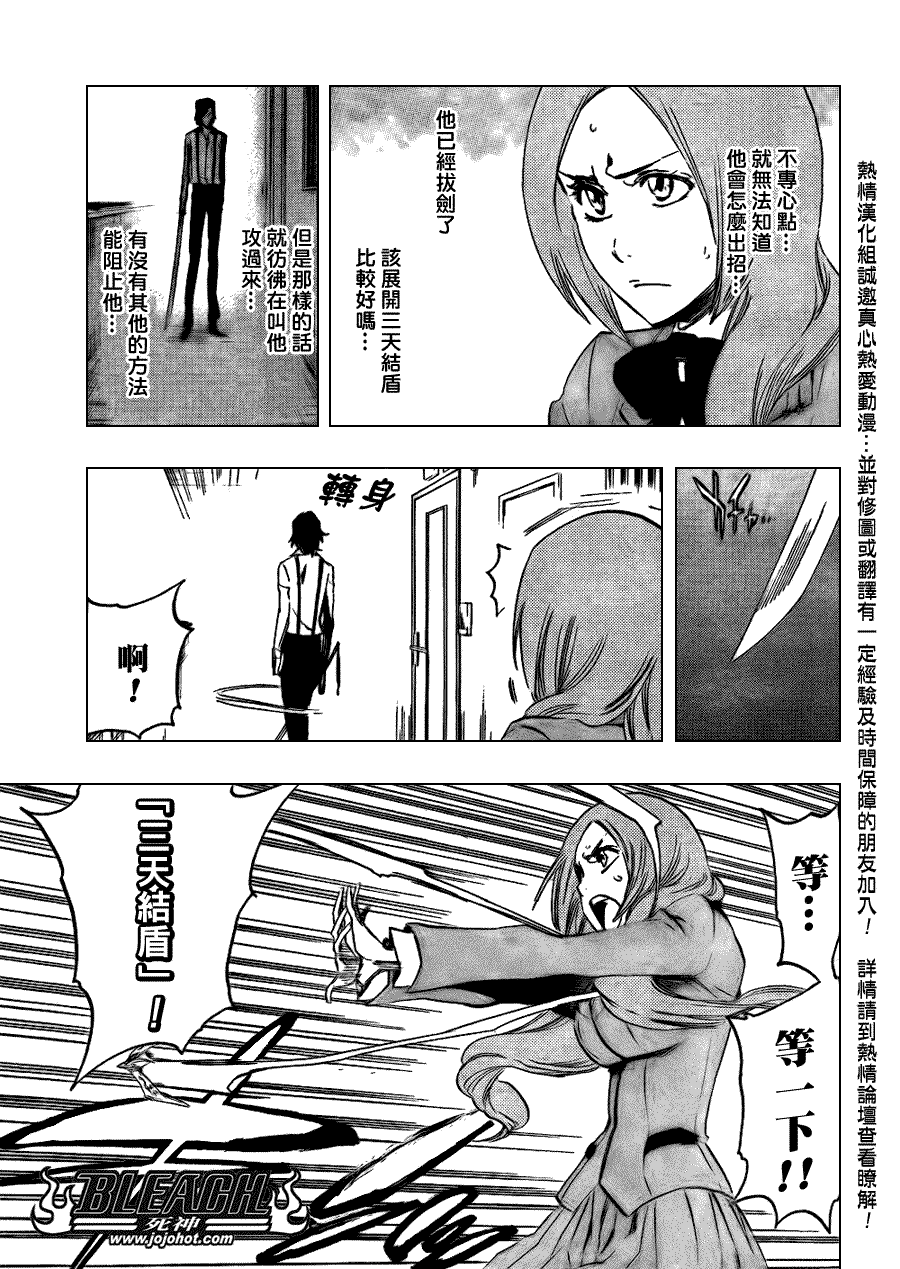 不專心點…
就無法知道
他會怎麼出招…
他已經拔劍了
該展開三天結盾
比較好嗎…
但是那樣的話
就彷彿在叫他
攻過來…
有沒有其他的方法
能阻止他…
轉身
啊！
等…
等一下!!
「三天結盾」！
熱情漢化組誠邀真心熱愛動漫…並對修圖或翻譯有一定經驗及時間保障的朋友加入！ 詳情請到熱情論壇查看瞭解！
BLEACH
死神
www.jojohot.com